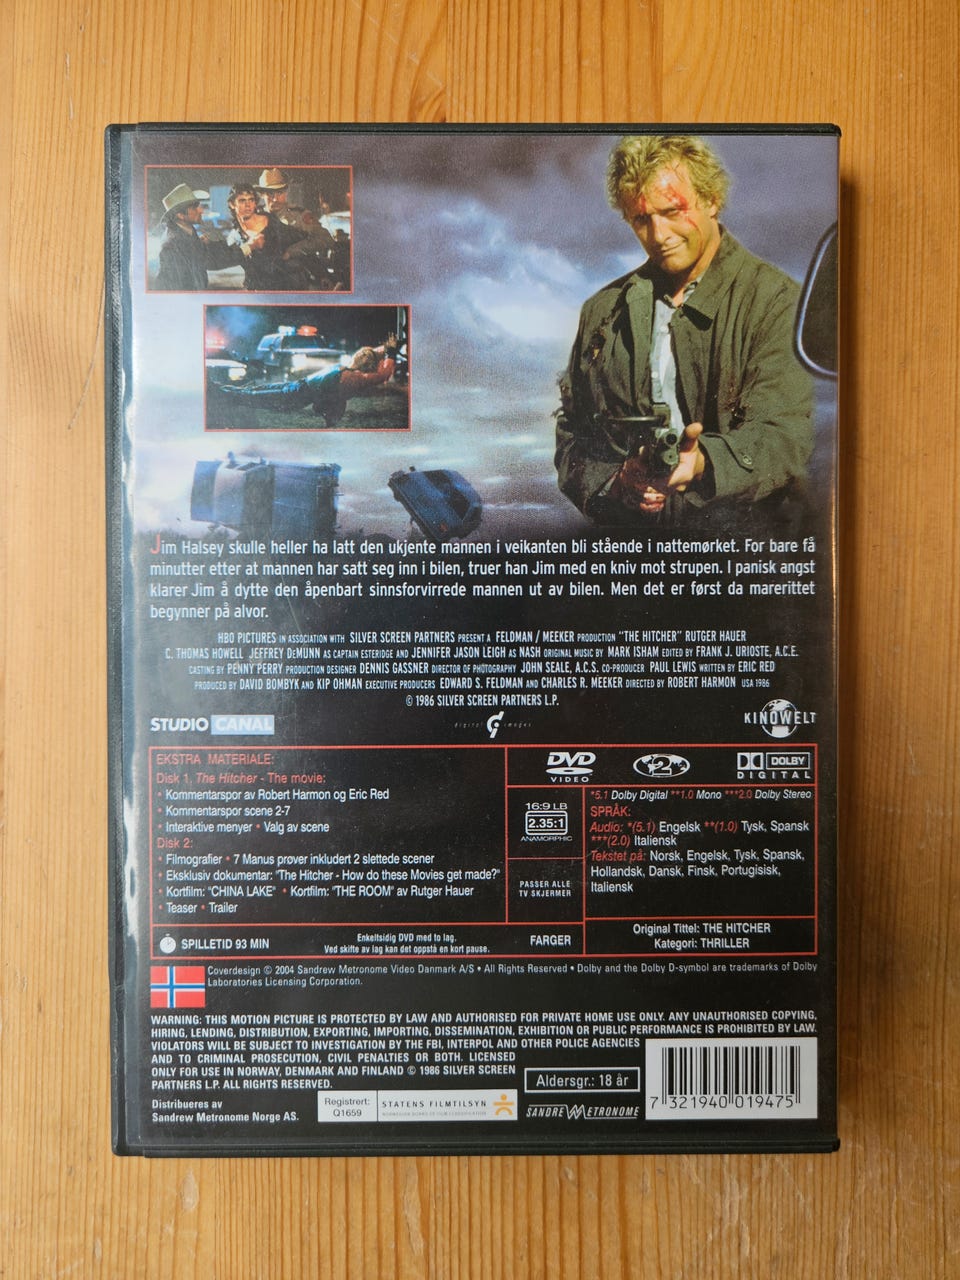 Jim Halsey skulle heller ha latt den ukjente mannen i veikanten bli stående i nattemørket. For bare få
minutter etter at mannen har satt seg inn i bilen, truer han Jim med en kniv mot strupen. I panisk angst
klarer Jim å dytte den åpenbart sinnsforvirrede mannen ut av bilen. Men det er først da marerittet
begynner på alvor.
HBO PICTURES IN ASSOCIATION WITH SILVER SCREEN PARTNERS PRESENT A FELDMAN / MEEKER PRODUCTION "THE HITCHER" RUTGER HAUER
C. THOMAS HOWELL JEFFREY DeMUNN AS CAPTAIN ESTERIDGE AND JENNIFER JASON LEIGH AS NASH ORIGINAL MUSIC BY MARK ISHAM EDITED BY FRANK J. URIOSTE, A.C.E.
CASTING BY PENNY PERRY PRODUCTION DESIGNER DENNIS GASSNER DIRECTOR OF PHOTOGRAPHY JOHN SEALE, A.C.S. CO-PRODUCER PAUL LEWIS WRITTEN BY ERIC RED
PRODUCED BY DAVID BOMBYK AND KIP OHMAN EXECUTIVE PRODUCERS EDWARD S. FELDMAN AND CHARLES R. MEEKER DIRECTED BY ROBERT HARMON USA 1986
© 1986 SILVER SCREEN PARTNERS L.P.
STUDIO CANAL
digital images
KINOWELT
EKSTRA MATERIALE:
Disk 1, The Hitcher - The movie:
• Kommentarspor av Robert Harmon og Eric Red
• Kommentarspor scene 2-7
• Interaktive menyer • Valg av scene
Disk 2:
• Filmografier • 7 Manus prøver inkludert 2 slettede scener
• Eksklusiv dokumentar: "The Hitcher - How do these Movies get made?"
• Kortfilm: "CHINA LAKE" • Kortfilm: "THE ROOM" av Rutger Hauer
• Teaser • Trailer
DVD VIDEO
2
DOLBY DIGITAL
16:9 LB
2.35:1
ANAMORPHIC
PASSER ALLE
TV SKJERMER
*5.1 Dolby Digital **1.0 Mono ***2.0 Dolby Stereo
SPRÅK:
Audio: *(5.1) Engelsk **(1.0) Tysk, Spansk
***(2.0) Italiensk
Tekstet på: Norsk, Engelsk, Tysk, Spansk,
Hollandsk, Dansk, Finsk, Portugisisk,
Italiensk
SPILLETID 93 MIN
Enkeltsidig DVD med to lag.
Ved skifte av lag kan det oppstå en kort pause.
FARGER
Original Tittel: THE HITCHER
Kategori: THRILLER
Coverdesign © 2004 Sandrew Metronome Video Danmark A/S • All Rights Reserved • Dolby and the Dolby D-symbol are trademarks of Dolby
Laboratories Licensing Corporation.
WARNING: THIS MOTION PICTURE IS PROTECTED BY LAW AND AUTHORISED FOR PRIVATE HOME USE ONLY. ANY UNAUTHORISED COPYING,
HIRING, LENDING, DISTRIBUTION, EXPORTING, IMPORTING, DISSEMINATION, EXHIBITION OR PUBLIC PERFORMANCE IS PROHIBITED BY LAW.
VIOLATORS WILL BE SUBJECT TO INVESTIGATION BY THE FBI, INTERPOL AND OTHER POLICE AGENCIES
AND TO CRIMINAL PROSECUTION, CIVIL PENALTIES OR BOTH. LICENSED
ONLY FOR USE IN NORWAY, DENMARK AND FINLAND © 1986 SILVER SCREEN
PARTNERS L.P. ALL RIGHTS RESERVED.
Distribueres av
Sandrew Metronome Norge AS.
Registrert:
Q1659
STATENS FILMTILSYN
NORWEGIAN BOARD OF FILM CLASSIFICATION
Aldersgr.: 18 år
SANDREW METRONOME
7 321940 019475